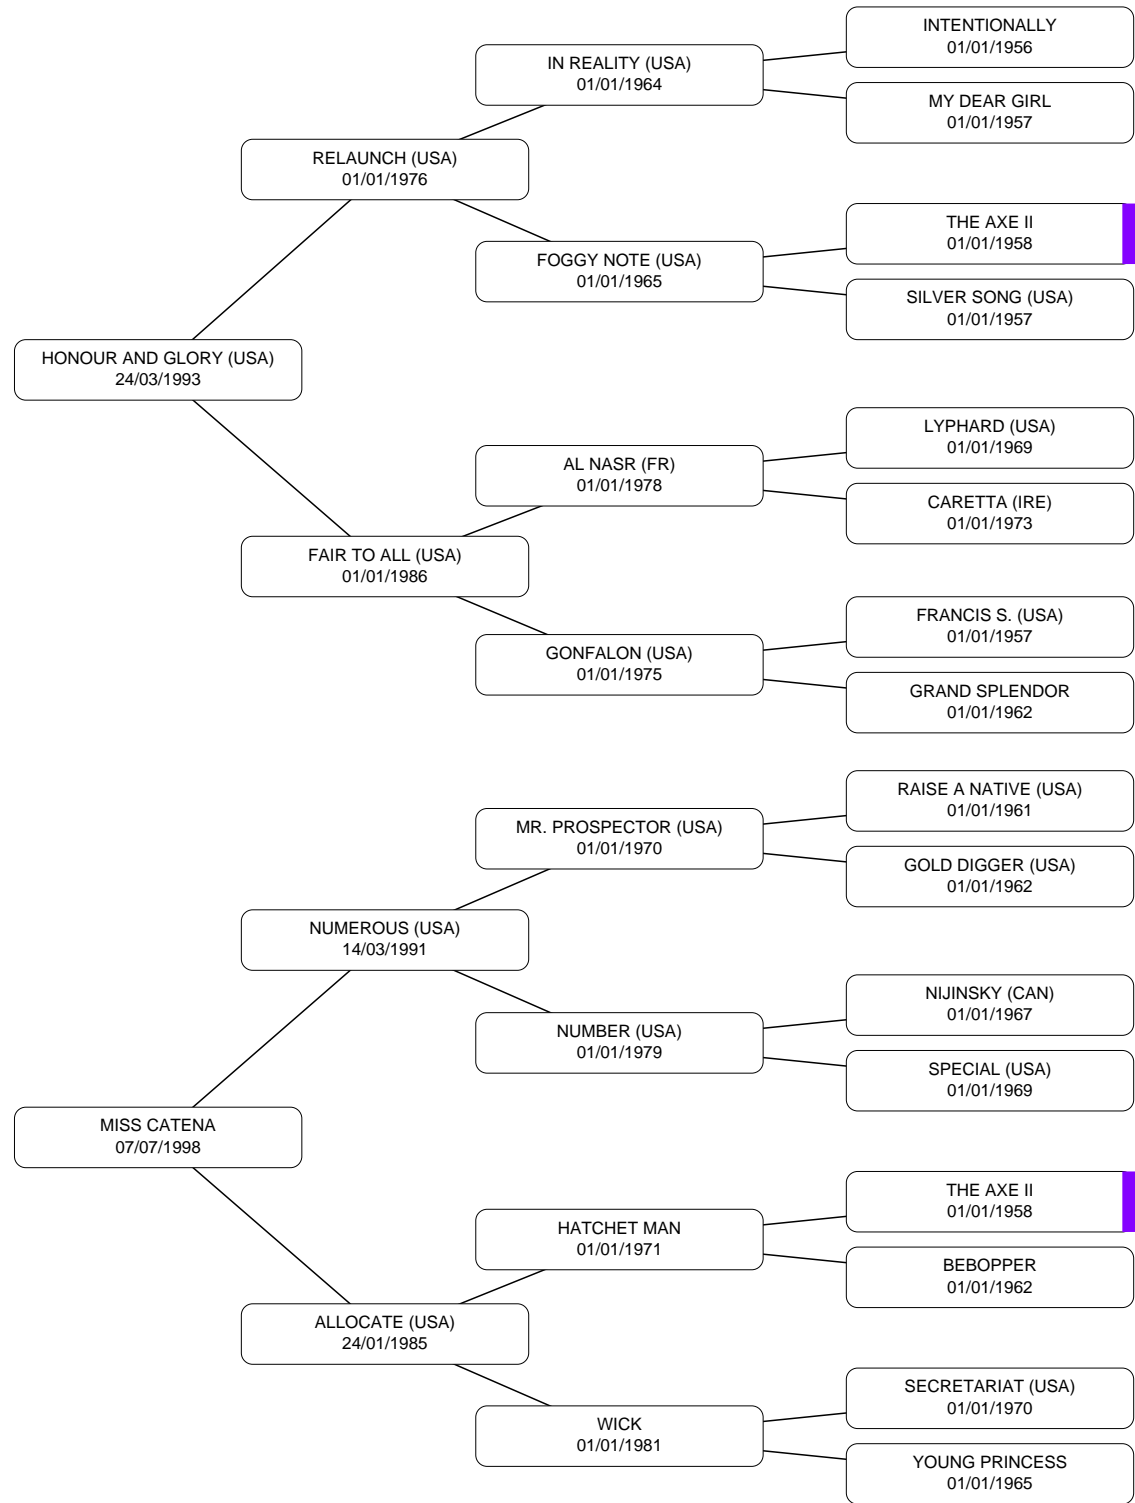 INTENTIONALLY
01/01/1956
IN REALITY (USA)
01/01/1964
MY DEAR GIRL
01/01/1957
RELAUNCH (USA)
01/01/1976
THE AXE II
01/01/1958
FOGGY NOTE (USA)
01/01/1965
SILVER SONG (USA)
01/01/1957
HONOUR AND GLORY (USA)
24/03/1993
LYPHARD (USA)
01/01/1969
AL NASR (FR)
01/01/1978
CARETTA (IRE)
01/01/1973
FAIR TO ALL (USA)
01/01/1986
FRANCIS S. (USA)
01/01/1957
GONFALON (USA)
01/01/1975
GRAND SPLENDOR
01/01/1962
RAISE A NATIVE (USA)
01/01/1961
MR. PROSPECTOR (USA)
01/01/1970
GOLD DIGGER (USA)
01/01/1962
NUMEROUS (USA)
14/03/1991
NIJINSKY (CAN)
01/01/1967
NUMBER (USA)
01/01/1979
SPECIAL (USA)
01/01/1969
MISS CATENA
07/07/1998
THE AXE II
01/01/1958
HATCHET MAN
01/01/1971
BEBOPPER
01/01/1962
ALLOCATE (USA)
24/01/1985
SECRETARIAT (USA)
01/01/1970
WICK
01/01/1981
YOUNG PRINCESS
01/01/1965